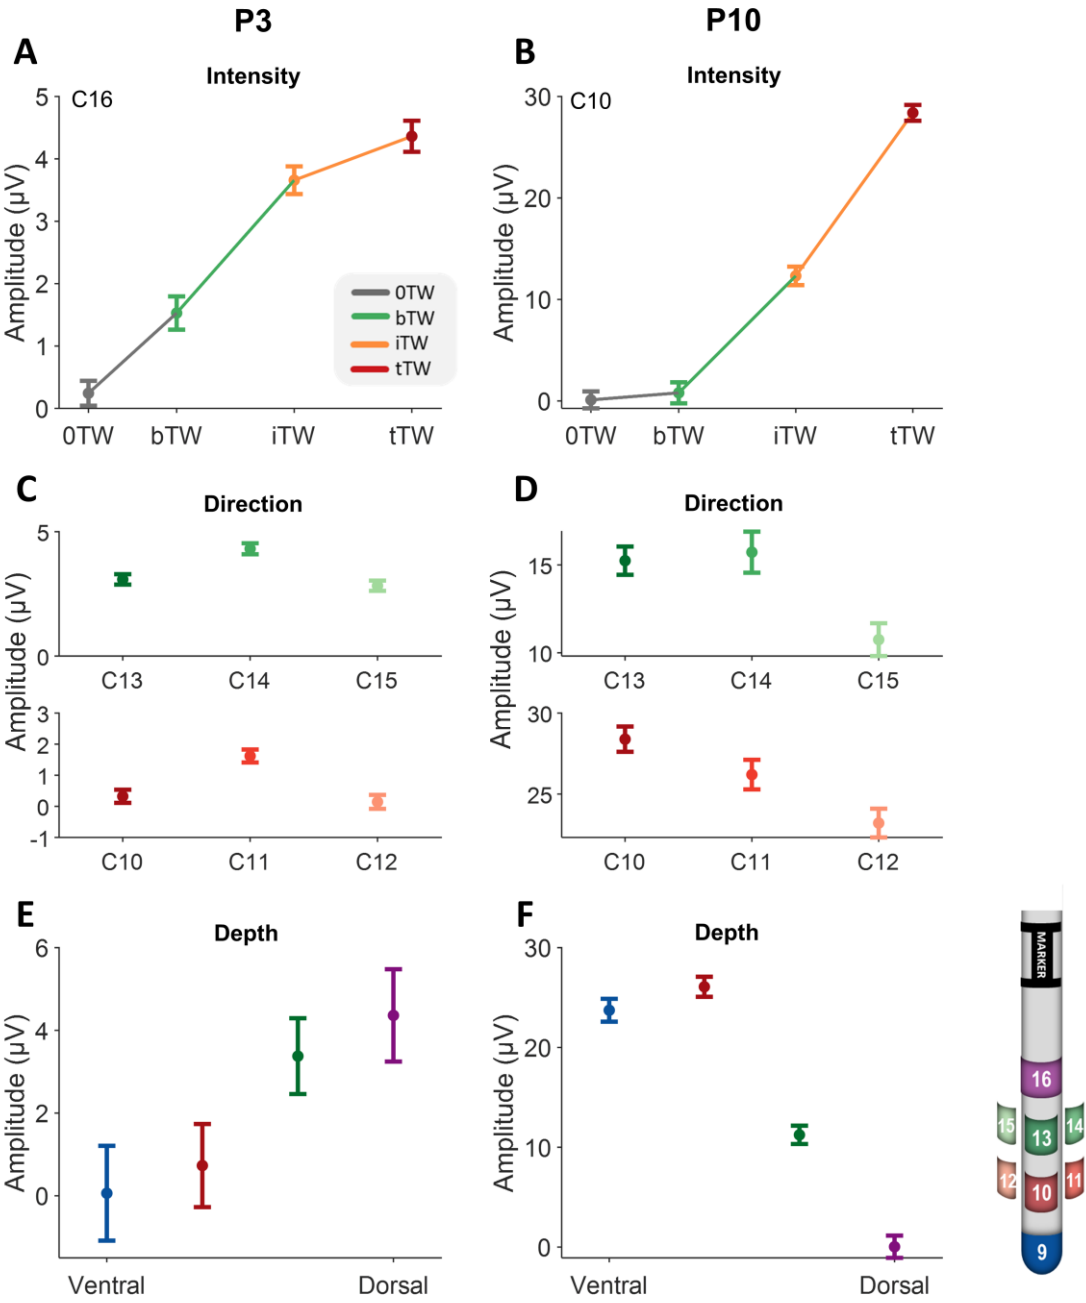 P3
P10
A
Intensity
C16
Amplitude (µV)
5
4
3
2
1
0
0TW
bTW
iTW
tTW
0TW
bTW
iTW
tTW
B
Intensity
C10
Amplitude (µV)
30
20
10
0
0TW
bTW
iTW
tTW
C
Direction
Amplitude (µV)
5
0
C13
C14
C15
3
2
1
0
-1
C10
C11
C12
D
Direction
Amplitude (µV)
15
10
C13
C14
C15
30
25
C10
C11
C12
E
Depth
Amplitude (µV)
6
4
2
0
Ventral
Dorsal
F
Depth
Amplitude (µV)
30
20
10
0
Ventral
Dorsal
MARKER
16
15
13
14
12
10
11
9